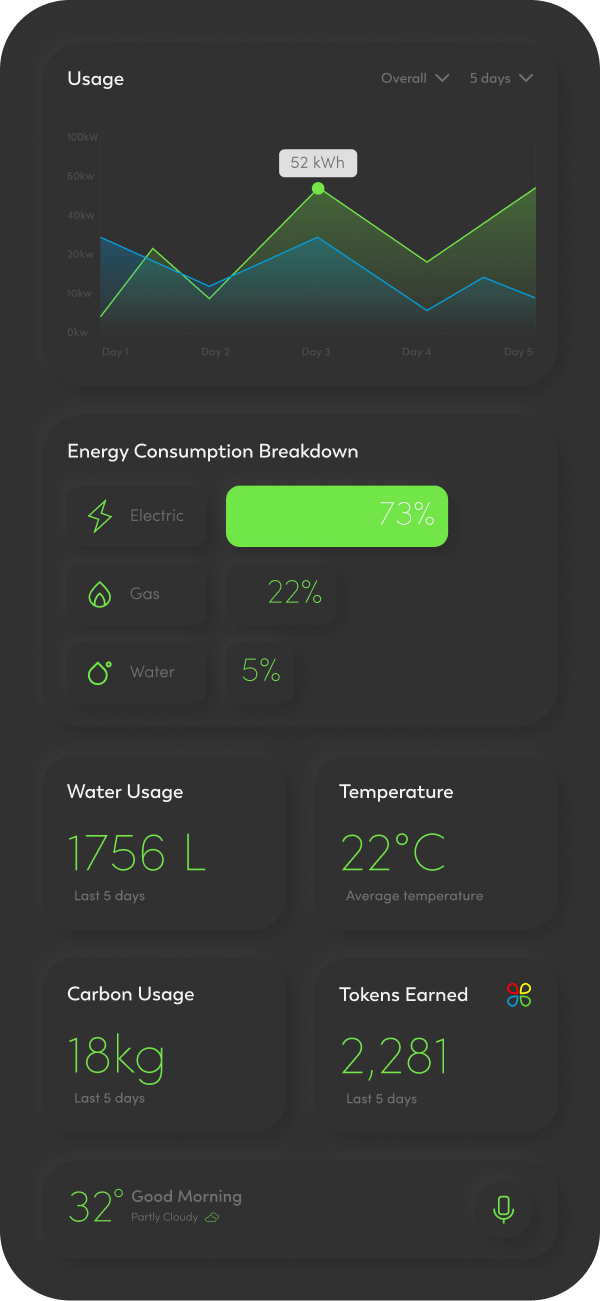 Usage
Overall
5 days
100kW
52 kWh
60kw
40kw
20kw
10kw
0kw
Day 1
Day 2
Day 3
Day 4
Day 5
Energy Consumption Breakdown
Electric
73%
Gas
22%
Water
5%
Water Usage
1756 L
Last 5 days
Temperature
22°C
Average temperature
Carbon Usage
18kg
Last 5 days
Tokens Earned
2,281
Last 5 days
32°
Good Morning
Partly Cloudy